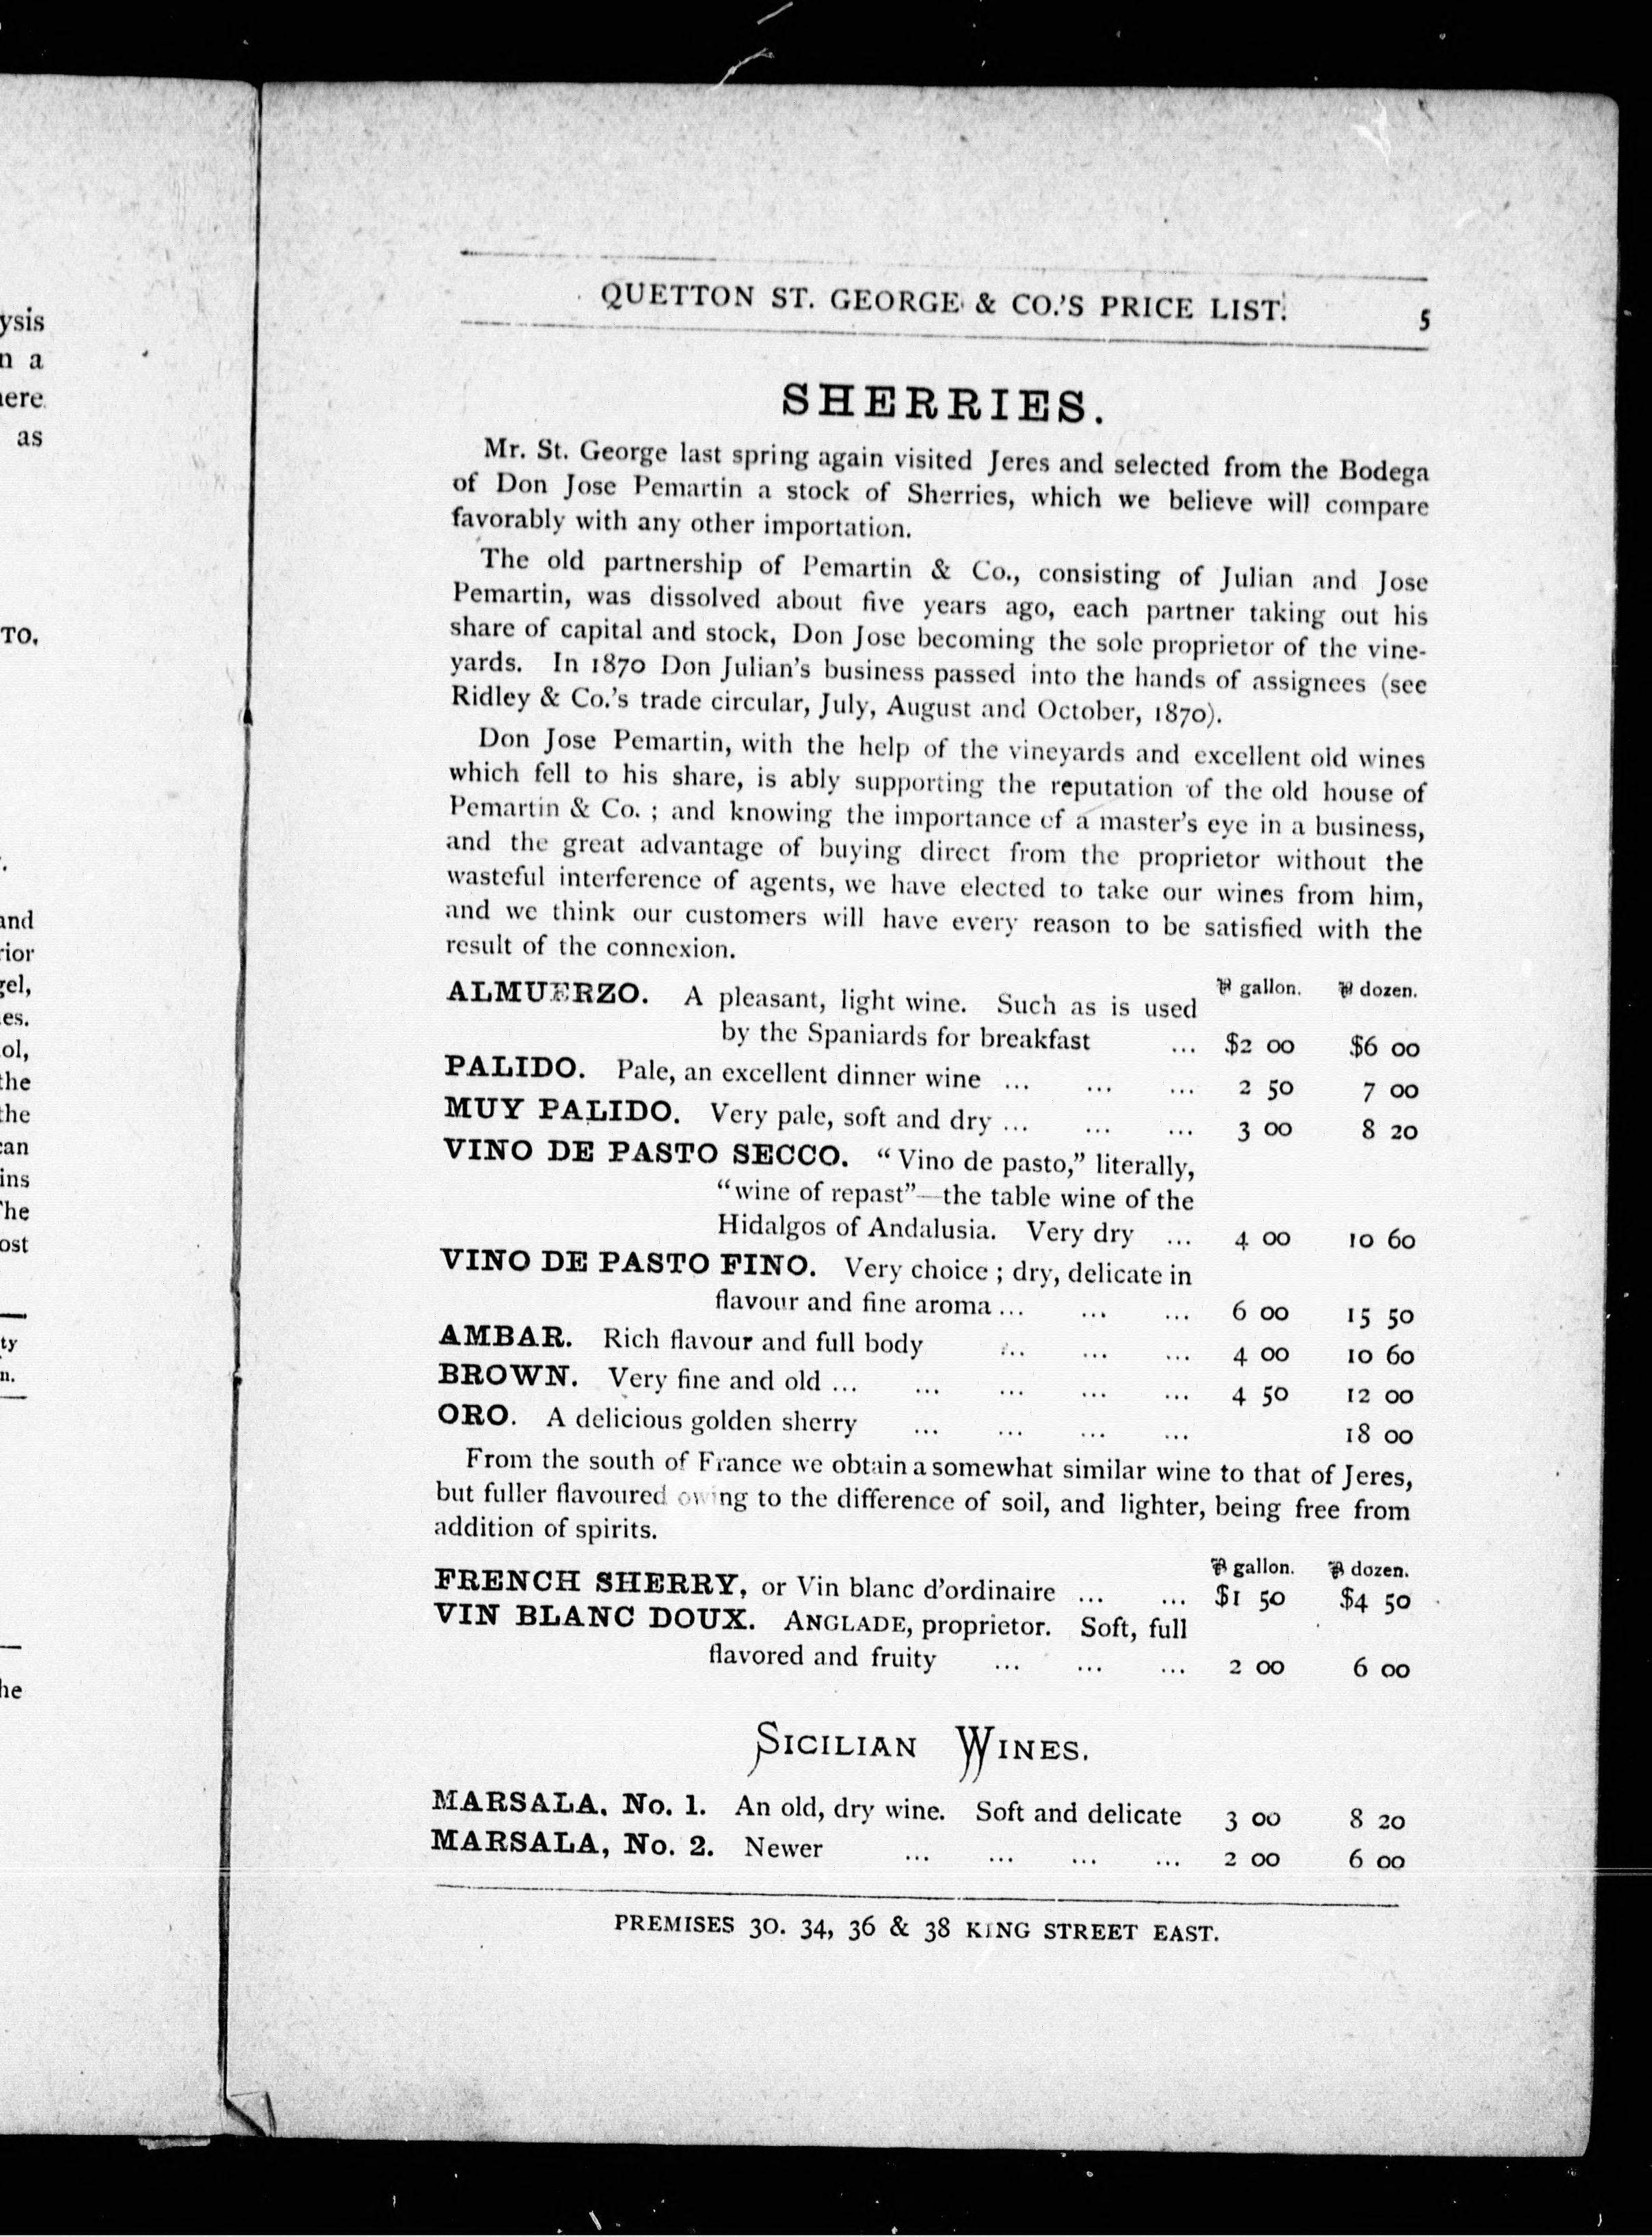 ysis
n a
here
as
TO,
and
rior
gel,
es.
ol,
the
the
can
ins
The
ost
ty
n.
he
QUETTON ST. GEORGE & CO.'S PRICE LIST. 5
SHERRIES.
Mr. St. George last spring again visited Jeres and selected from the Bodega
of Don Jose Pemartin a stock of Sherries, which we believe will compare
favorably with any other importation.
The old partnership of Pemartin & Co., consisting of Julian and Jose
Pemartin, was dissolved about five years ago, each partner taking out his
share of capital and stock, Don Jose becoming the sole proprietor of the vine-
yards. In 1870 Don Julian's business passed into the hands of assignees (see
Ridley & Co.'s trade circular, July, August and October, 1870).
Don Jose Pemartin, with the help of the vineyards and excellent old wines
which fell to his share, is ably supporting the reputation of the old house of
Pemartin & Co. ; and knowing the importance of a master's eye in a business,
and the great advantage of buying direct from the proprietor without the
wasteful interference of agents, we have elected to take our wines from him,
and we think our customers will have every reason to be satisfied with the
result of the connexion.
⅌ gallon. ⅌ dozen.
ALMUERZO. A pleasant, light wine. Such as is used
by the Spaniards for breakfast ... $2 00 $6 00
PALIDO. Pale, an excellent dinner wine ... ... ... 2 50 7 00
MUY PALIDO. Very pale, soft and dry ... ... ... 3 00 8 20
VINO DE PASTO SECCO. "Vino de pasto," literally,
"wine of repast"—the table wine of the
Hidalgos of Andalusia. Very dry ... 4 00 10 60
VINO DE PASTO FINO. Very choice ; dry, delicate in
flavour and fine aroma ... ... ... 6 00 15 50
AMBAR. Rich flavour and full body ... ... ... 4 00 10 60
BROWN. Very fine and old ... ... ... ... ... 4 50 12 00
ORO. A delicious golden sherry ... ... ... ... 18 00
From the south of France we obtain a somewhat similar wine to that of Jeres,
but fuller flavoured owing to the difference of soil, and lighter, being free from
addition of spirits.
⅌ gallon. ⅌ dozen.
FRENCH SHERRY, or Vin blanc d'ordinaire ... ... $1 50 $4 50
VIN BLANC DOUX. ANGLADE, proprietor. Soft, full
flavored and fruity ... ... ... 2 00 6 00
SICILIAN WINES.
MARSALA, No. 1. An old, dry wine. Soft and delicate 3 00 8 20
MARSALA, No. 2. Newer ... ... ... ... 2 00 6 00
PREMISES 30. 34, 36 & 38 KING STREET EAST.